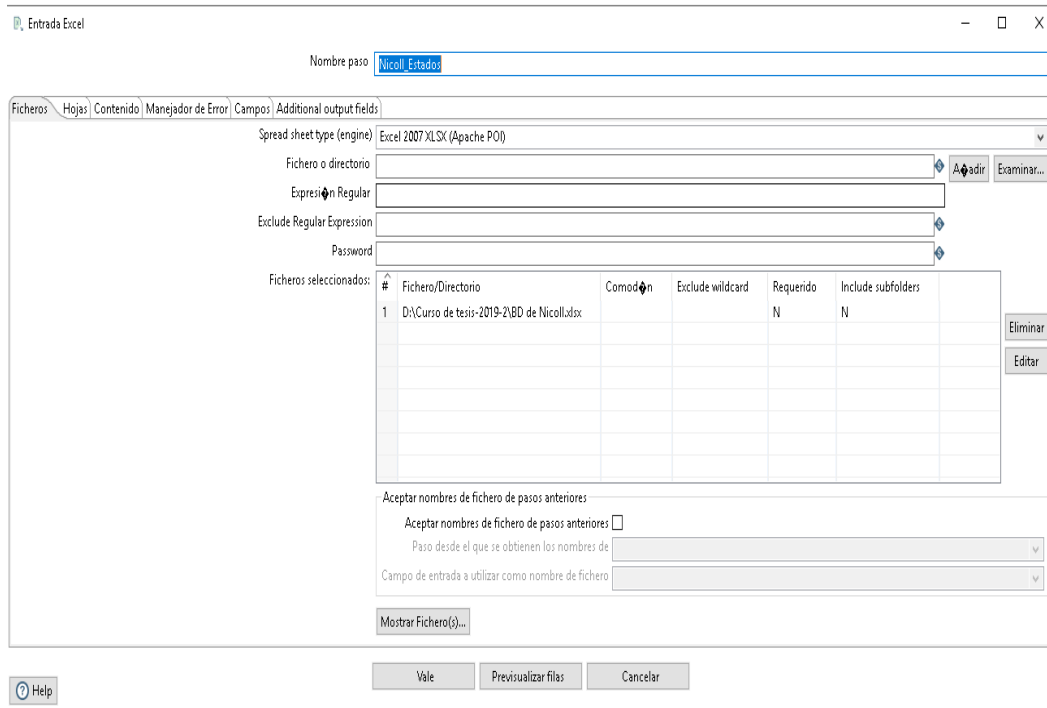 Entrada Excel
Nombre paso Nicoll_Estados
Ficheros Hojas Contenido Manejador de Error Campos Additional output fields
Spread sheet type (engine) Excel 2007 XLSX (Apache POI)
Fichero o directorio A�adir Examinar...
Expresi�n Regular
Exclude Regular Expression
Password
Ficheros seleccionados: # Fichero/Directorio Comod�n Exclude wildcard Requerido Include subfolders
1 D:\Curso de tesis-2019-2\BD de Nicoll.xlsx N N
Eliminar
Editar
Aceptar nombres de fichero de pasos anteriores
Aceptar nombres de fichero de pasos anteriores
Paso desde el que se obtienen los nombres de
Campo de entrada a utilizar como nombre de fichero
Mostrar Fichero(s)...
Vale Previsualizar filas Cancelar
Help